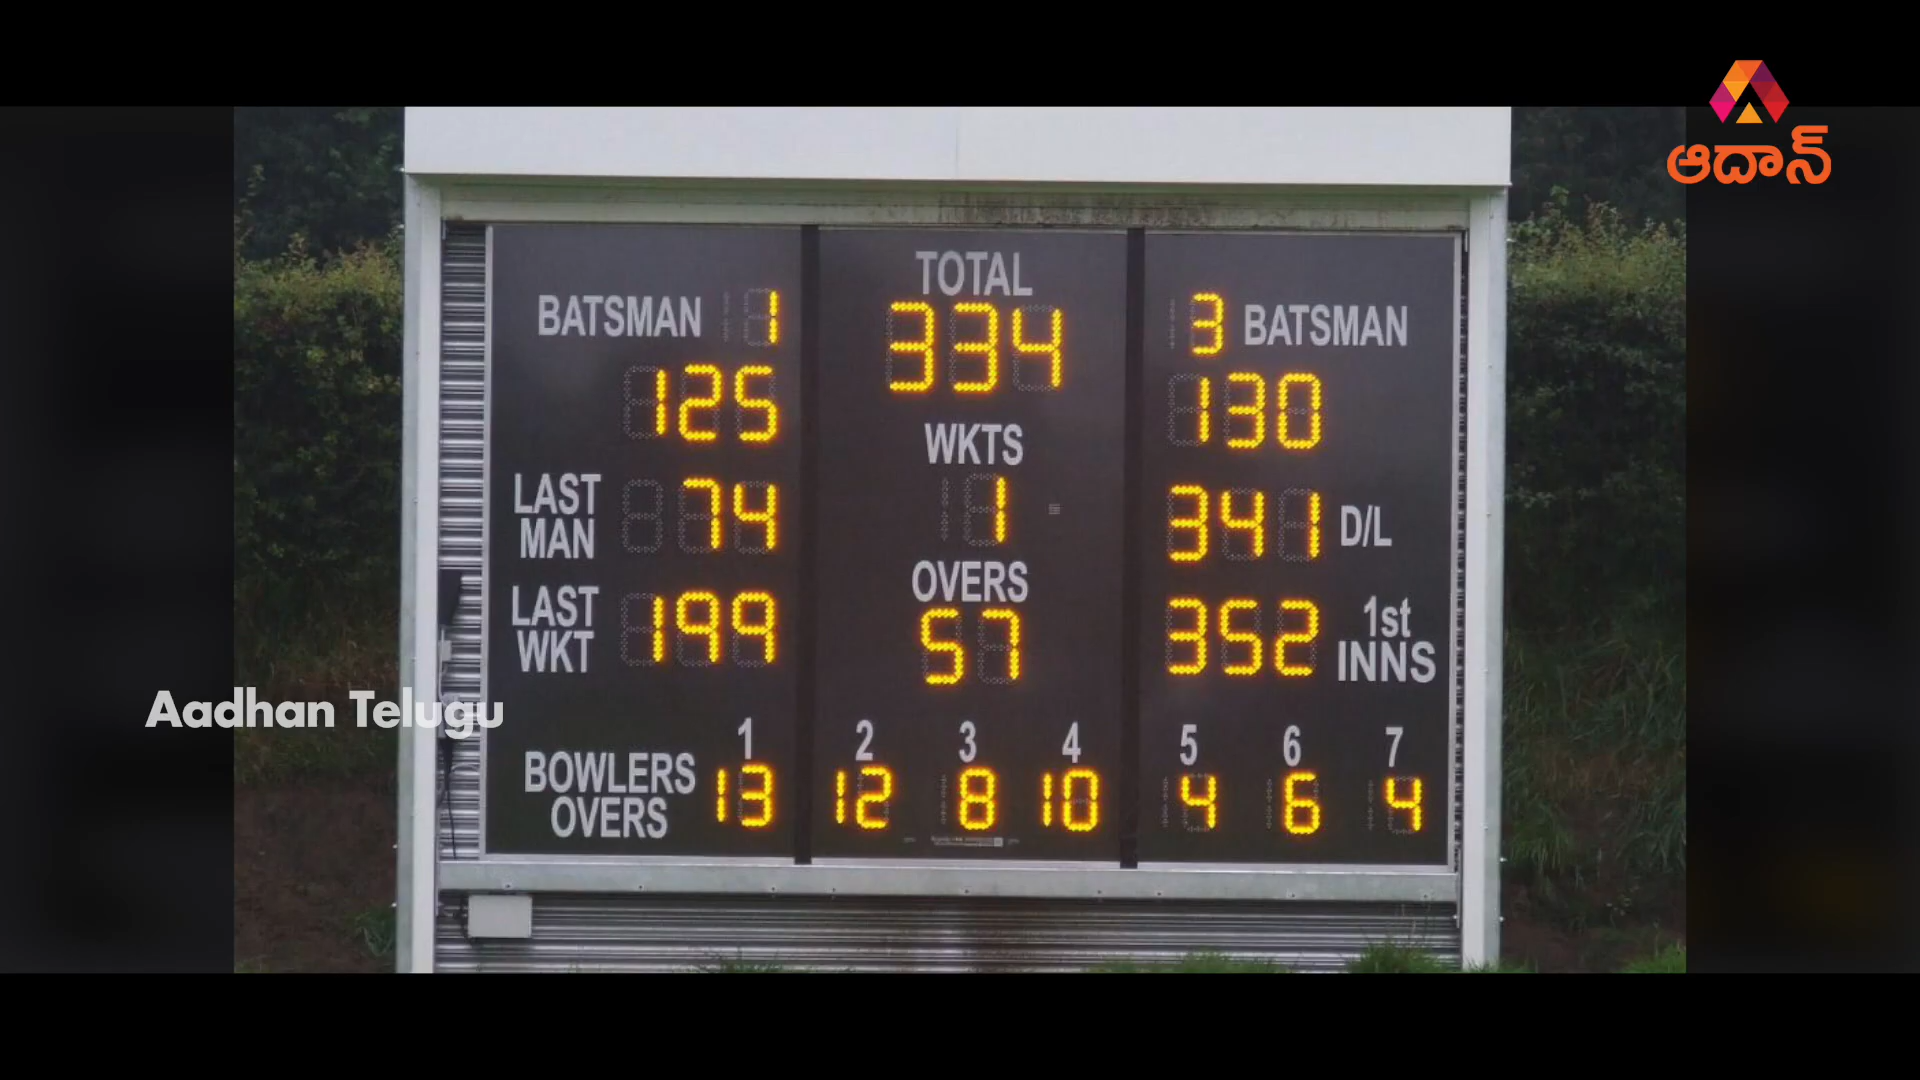 ఆదాన్
TOTAL
BATSMAN 1
334
3 BATSMAN
125
130
WKTS
LAST MAN 74
1
341 D/L
OVERS
LAST WKT 199
57
352 1st INNS
Aadhan Telugu
1 2 3 4 5 6 7
BOWLERS OVERS 13 12 8 10 4 6 4